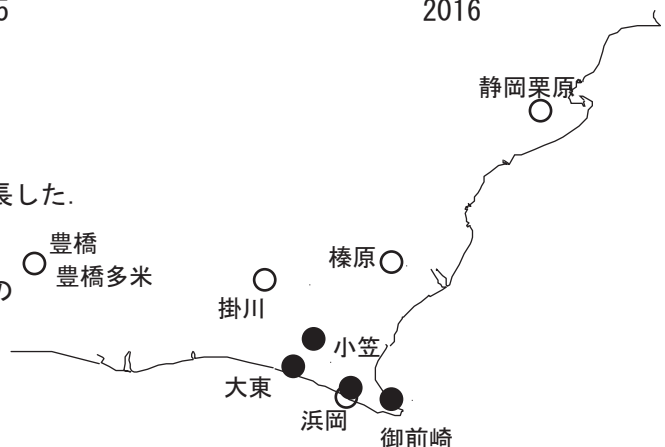 2016
静岡栗原
長した.
豊橋
豊橋多米
榛原
の
掛川
小笠
大東
浜岡
御前崎